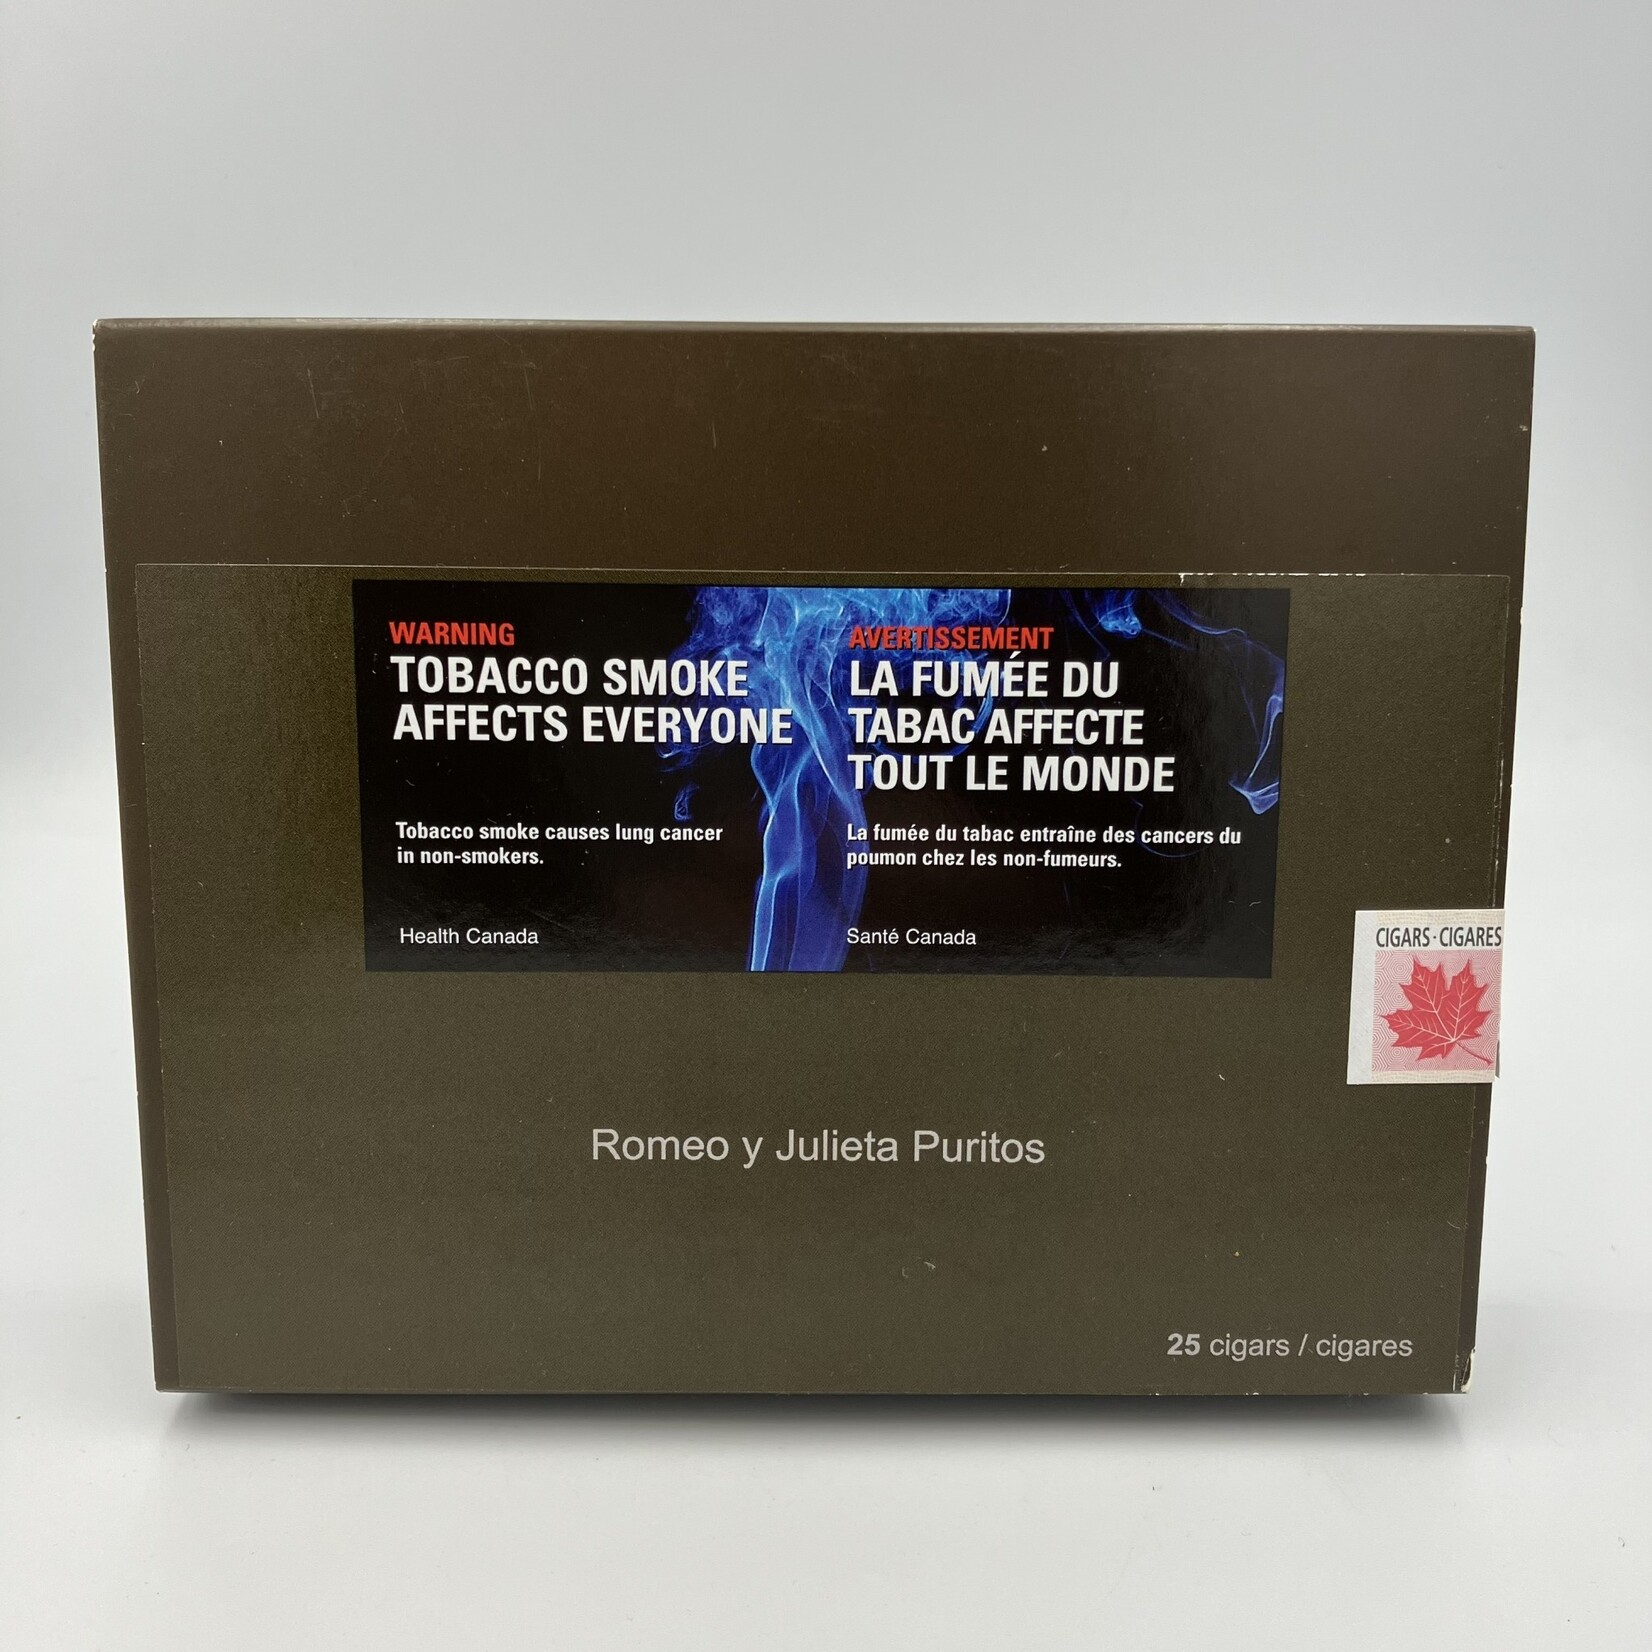 WARNING
TOBACCO SMOKE
AFFECTS EVERYONE
Tobacco smoke causes lung cancer
in non-smokers.
Health Canada
AVERTISSEMENT
LA FUMÉE DU
TABAC AFFECTE
TOUT LE MONDE
La fumée du tabac entraîne des cancers du
poumon chez les non-fumeurs.
Santé Canada
CIGARS · CIGARES
Romeo y Julieta Puritos
25 cigars / cigares